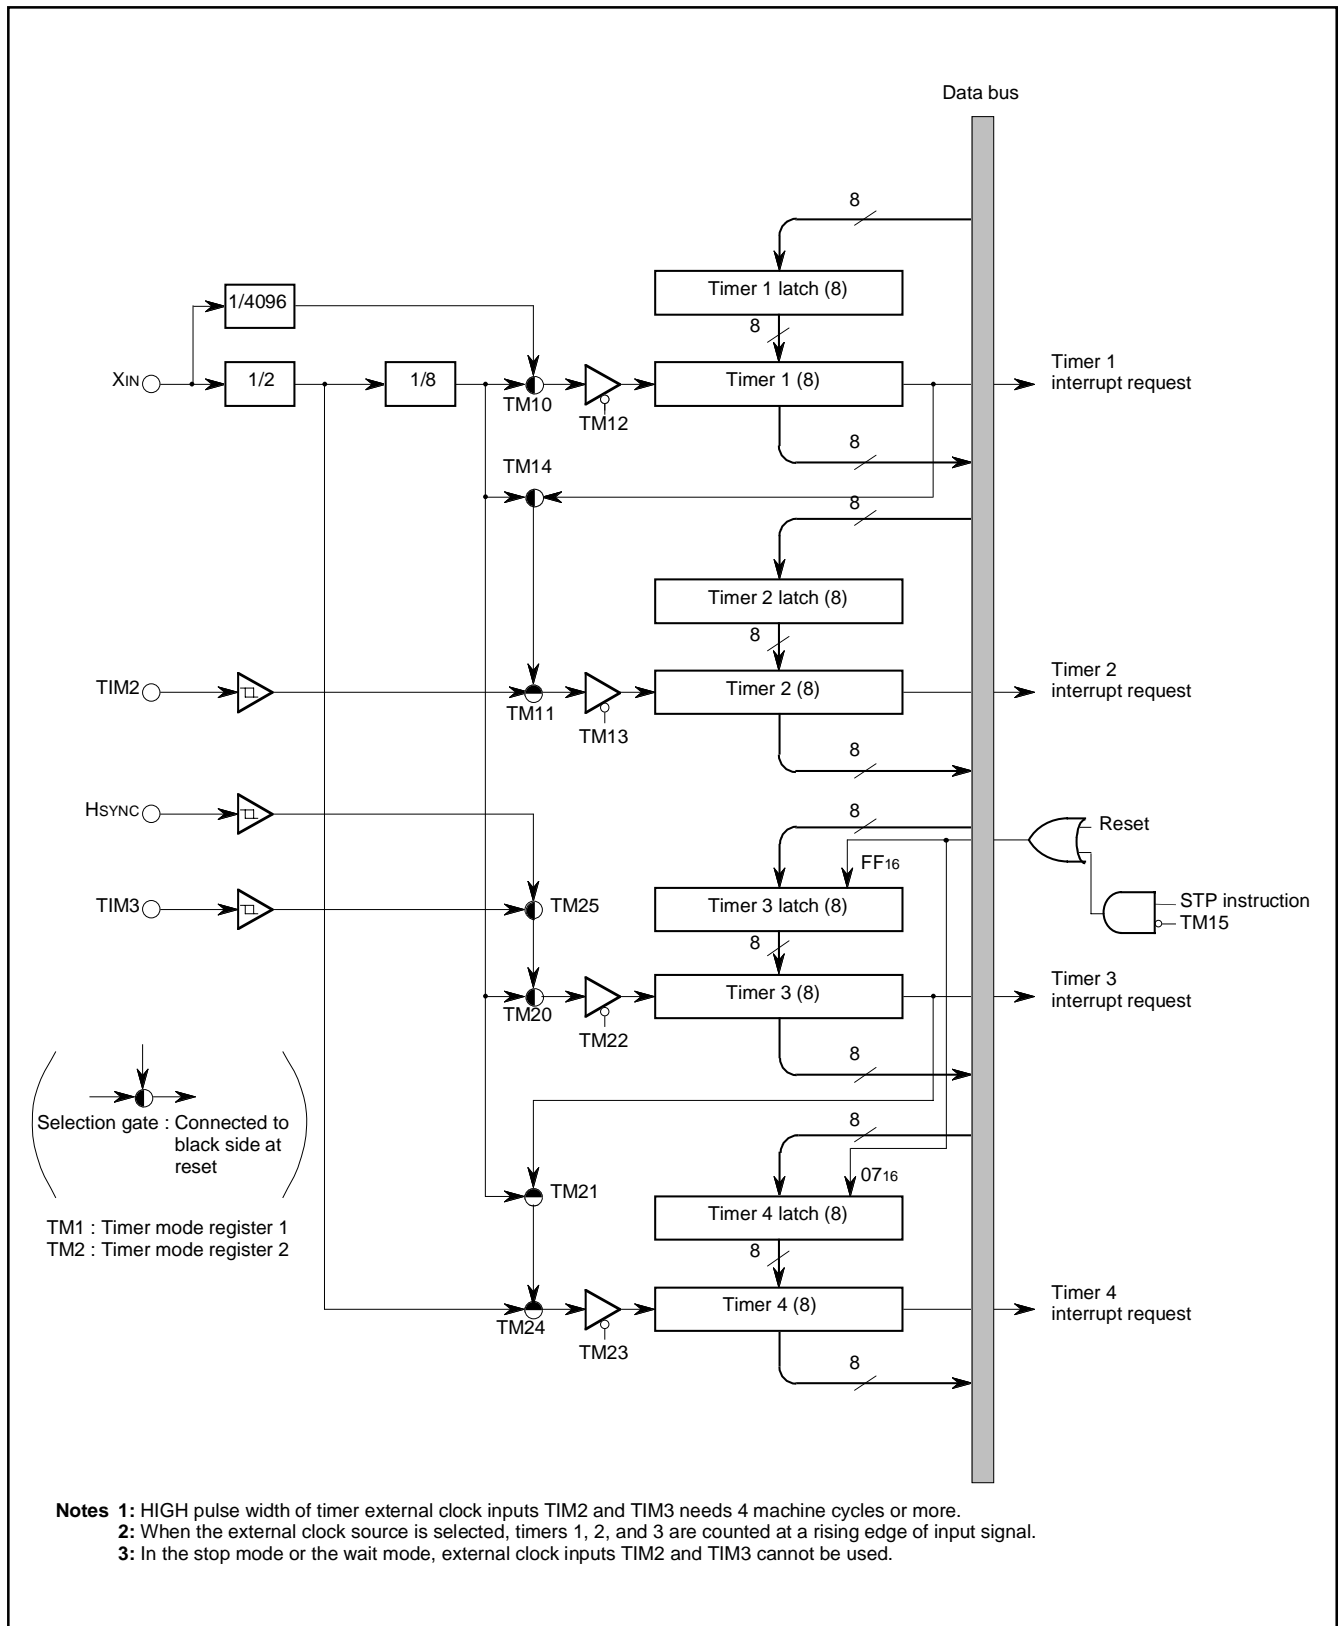 Data bus
8
Timer 1 latch (8)
1/4096
8
XIN
1/2
1/8
TM10
TM12
Timer 1 (8)
Timer 1
interrupt request
8
TM14
8
Timer 2 latch (8)
8
TIM2
TM11
TM13
Timer 2 (8)
Timer 2
interrupt request
8
HSYNC
8
Reset
FF16
TIM3
TM25
Timer 3 latch (8)
STP instruction
TM15
8
TM20
TM22
Timer 3 (8)
Timer 3
interrupt request
8
Selection gate : Connected to
black side at
reset
8
0716
TM21
Timer 4 latch (8)
TM1 : Timer mode register 1
TM2 : Timer mode register 2
8
TM24
TM23
Timer 4 (8)
Timer 4
interrupt request
8
Notes 1: HIGH pulse width of timer external clock inputs TIM2 and TIM3 needs 4 machine cycles or more.
2: When the external clock source is selected, timers 1, 2, and 3 are counted at a rising edge of input signal.
3: In the stop mode or the wait mode, external clock inputs TIM2 and TIM3 cannot be used.